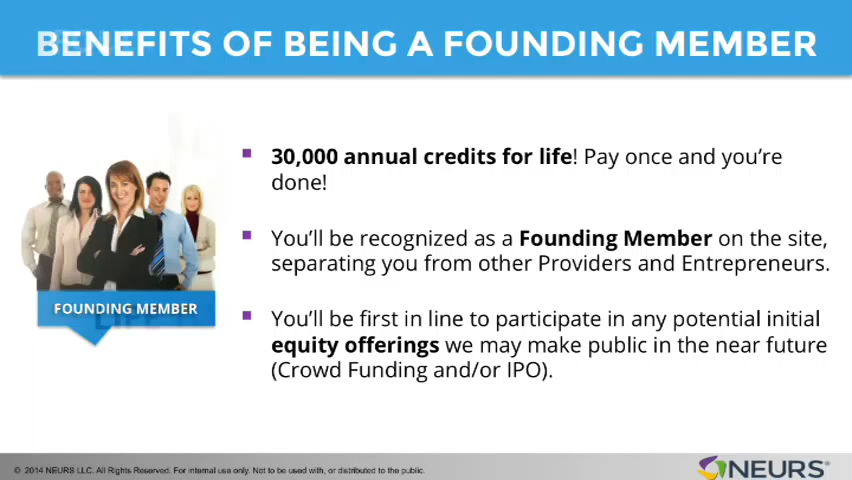 BENEFITS OF BEING A FOUNDING MEMBER
30,000 annual credits for life! Pay once and you’re
done!
You’ll be recognized as a Founding Member on the site,
separating you from other Providers and Entrepreneurs.
FOUNDING MEMBER
You’ll be first in line to participate in any potential initial
equity offerings we may make public in the near future
(Crowd Funding and/or IPO).
© 2014 NEURS LLC. All Rights Reserved. For internal use only. Not to be used with, or distributed to the public.
NEURS®